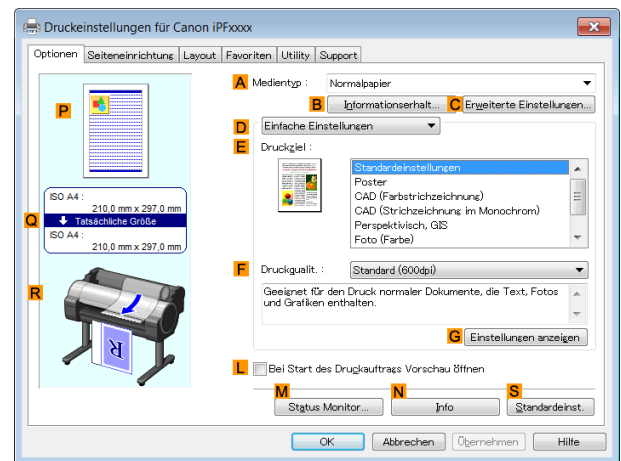 Druckeinstellungen für Canon iPFxxxx
Optionen Seiteneinrichtung Layout Favoriten Utility Support
A Medientyp : Normalpapier
B Informationserhalt... C Erweiterte Einstellungen...
D Einfache Einstellungen
E Druckziel :
Standardeinstellungen
Poster
CAD (Farbstrichzeichnung)
CAD (Strichzeichnung im Monochrom)
Perspektivisch, GIS
Foto (Farbe)
P
ISO A4 :
210,0 mm x 297,0 mm
Q Tatsächliche Größe
ISO A4 :
210,0 mm x 297,0 mm
R
R
F Druckqualit. : Standard (600dpi)
Geeignet für den Druck normaler Dokumente, die Text, Fotos
und Grafiken enthalten.
G Einstellungen anzeigen
L Bei Start des Druckauftrags Vorschau öffnen
M N S
Status Monitor... Info Standardeinst.
OK Abbrechen Übernehmen Hilfe